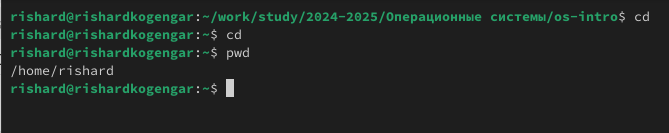 rishard@rishardkogengar:~/work/study/2024-2025/Операционные системы/os-intro$ cd
rishard@rishardkogengar:~$ cd
rishard@rishardkogengar:~$ pwd
/home/rishard
rishard@rishardkogengar:~$